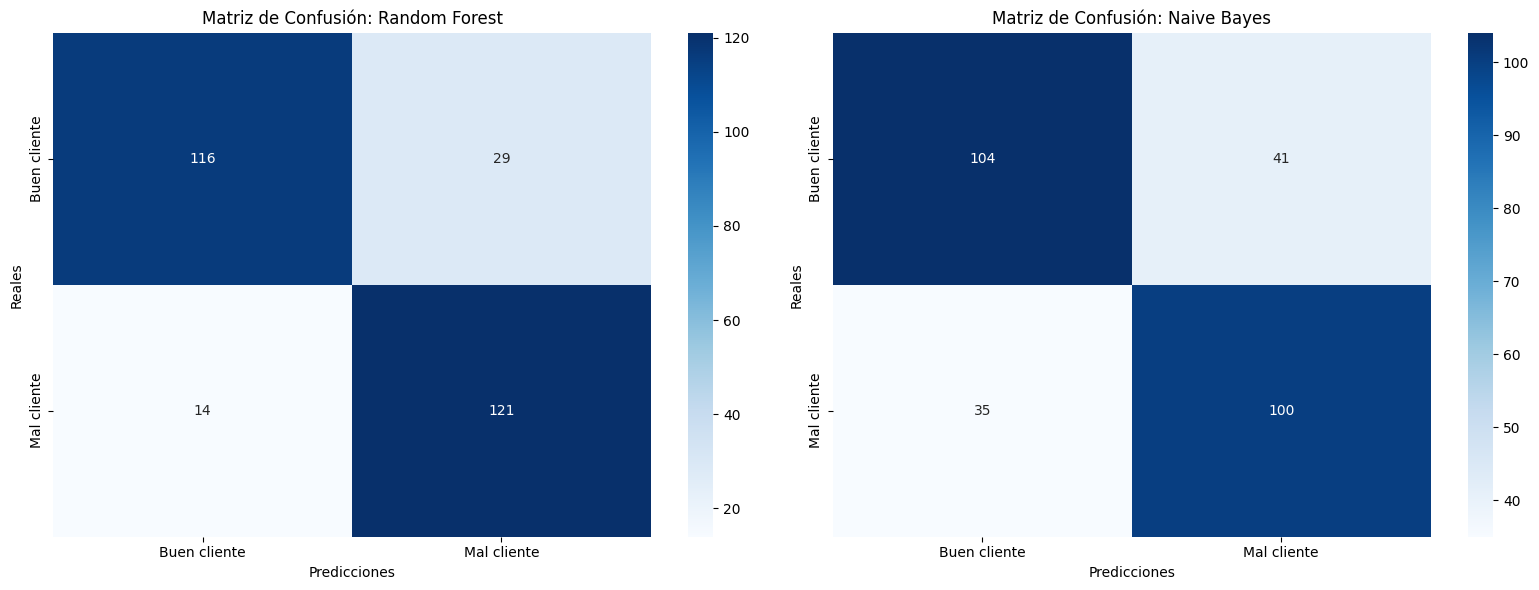 Matriz de Confusión: Random Forest
Buen cliente
Mal cliente
Reales
116
29
14
121
Buen cliente
Mal cliente
Predicciones
120
100
80
60
40
20
Matriz de Confusión: Naive Bayes
Buen cliente
Mal cliente
Reales
104
41
35
100
Buen cliente
Mal cliente
Predicciones
100
90
80
70
60
50
40